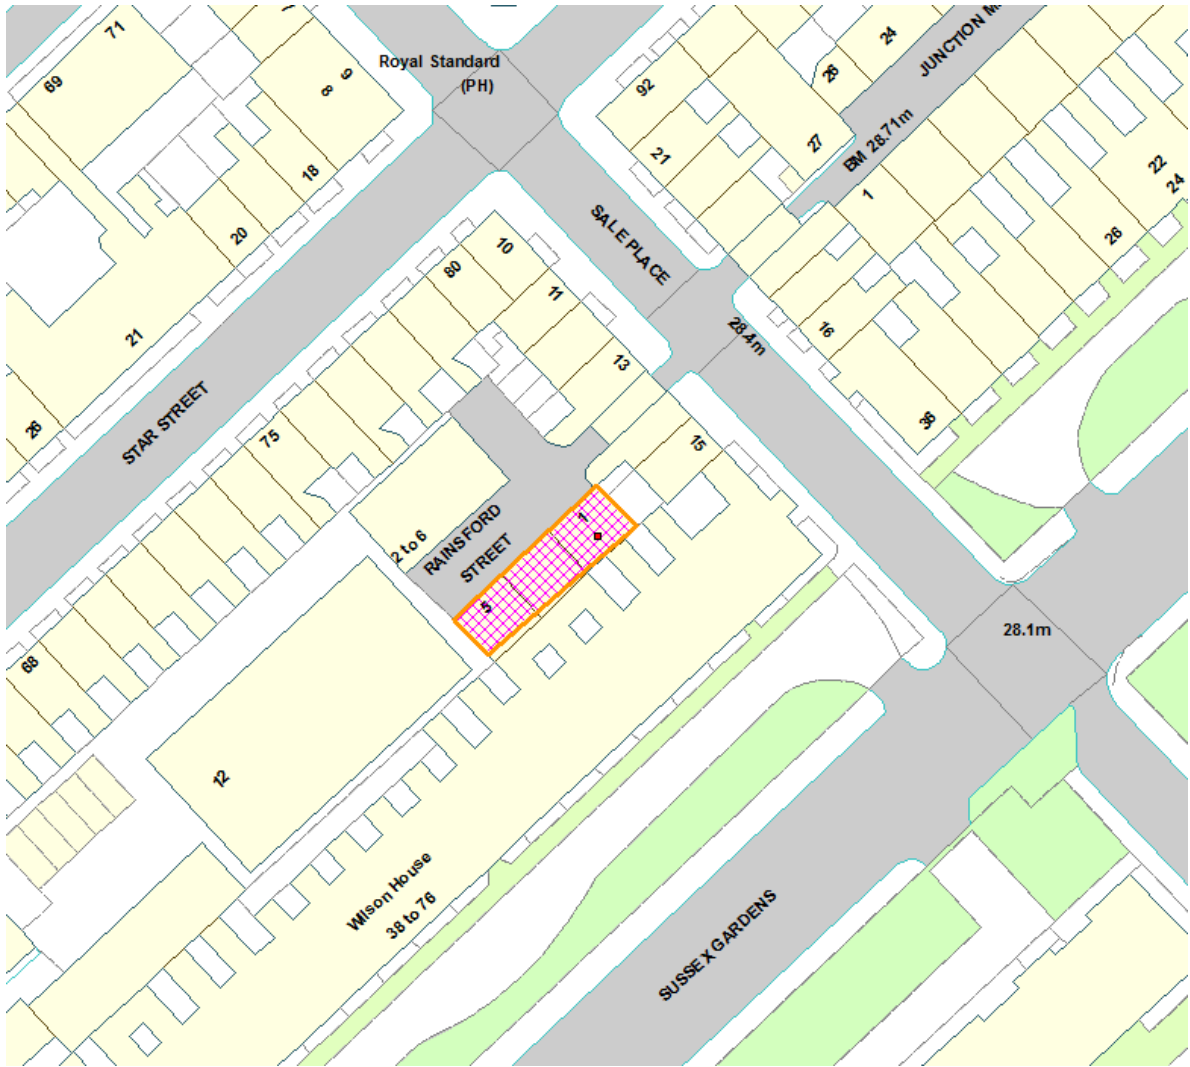 71
69
9
8
Royal Standard
(PH)
92
24
26
JUNCTION M
27
BM 28.71m
21
22
24
1
26
18
20
SALE PLACE
10
80
11
21
28.4m
16
13
36
STAR STREET
26
75
15
1
RAINSFORD
STREET
2 to 6
5
28.1m
68
12
Wilson House
38 to 76
SUSSEX GARDENS